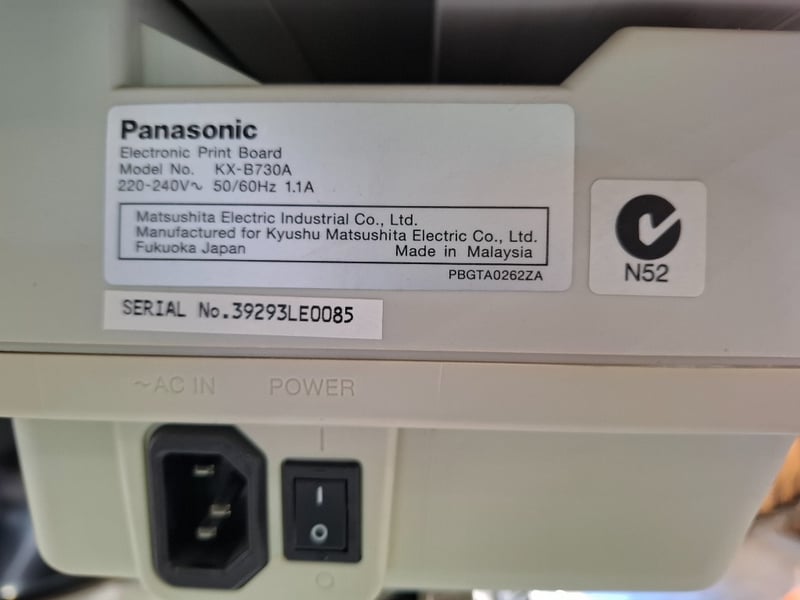 Panasonic
Electronic Print Board
Model No. KX-B730A
220-240V~ 50/60Hz 1.1A
Matsushita Electric Industrial Co., Ltd.
Manufactured for Kyushu Matsushita Electric Co., Ltd.
Fukuoka Japan Made in Malaysia
PBGTA0262ZA
N52
SERIAL No.39293LE0085
~AC IN POWER